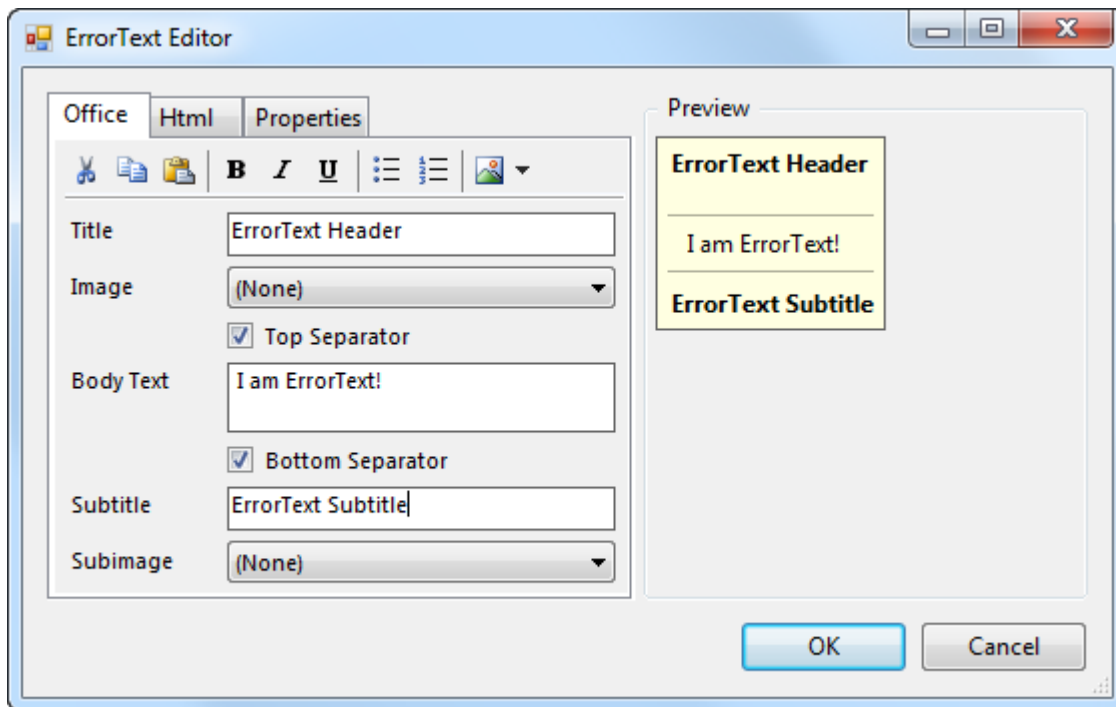 ErrorText Editor
Office Html Properties
B I U
Title ErrorText Header
Image (None)
Top Separator
Body Text I am ErrorText!
Bottom Separator
Subtitle ErrorText Subtitle
Subimage (None)
Preview
ErrorText Header
I am ErrorText!
ErrorText Subtitle
OK Cancel